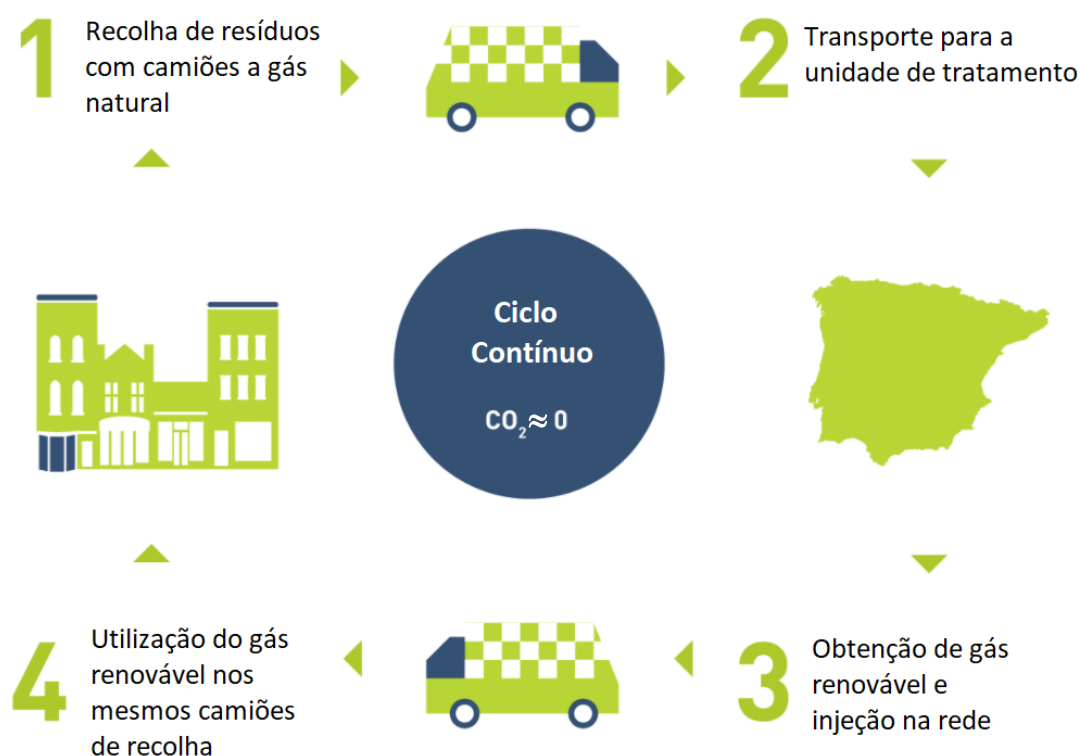 1
Recolha de resíduos
com camiões a gás
natural
2
Transporte para a
unidade de tratamento
Ciclo
Contínuo
CO₂≈ 0
3
Obtenção de gás
renovável e
injeção na rede
4
Utilização do gás
renovável nos
mesmos camiões
de recolha